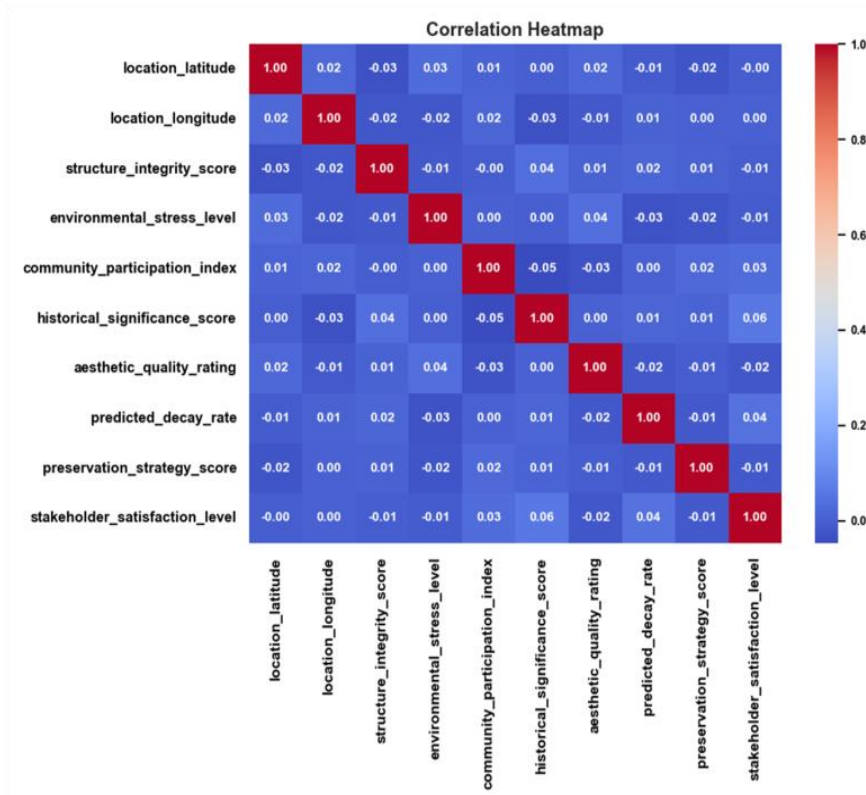 Correlation Heatmap
location_latitude 1.00 0.02 -0.03 0.03 0.01 0.00 0.02 -0.01 -0.02 -0.00
location_longitude 0.02 1.00 -0.02 -0.02 0.02 -0.03 -0.01 0.01 0.00 0.00
structure_integrity_score -0.03 -0.02 1.00 -0.01 -0.00 0.04 0.01 0.02 0.01 -0.01
environmental_stress_level 0.03 -0.02 -0.01 1.00 0.00 0.00 0.04 -0.03 -0.02 -0.01
community_participation_index 0.01 0.02 -0.00 0.00 1.00 -0.05 -0.03 0.00 0.02 0.03
historical_significance_score 0.00 -0.03 0.04 0.00 -0.05 1.00 0.00 0.01 0.01 0.06
aesthetic_quality_rating 0.02 -0.01 0.01 0.04 -0.03 0.00 1.00 -0.02 -0.01 -0.02
predicted_decay_rate -0.01 0.01 0.02 -0.03 0.00 0.01 -0.02 1.00 -0.01 0.04
preservation_strategy_score -0.02 0.00 0.01 -0.02 0.02 0.01 -0.01 -0.01 1.00 -0.01
stakeholder_satisfaction_level -0.00 0.00 -0.01 -0.01 0.03 0.06 -0.02 0.04 -0.01 1.00
location_latitude
location_longitude
structure_integrity_score
environmental_stress_level
community_participation_index
historical_significance_score
aesthetic_quality_rating
predicted_decay_rate
preservation_strategy_score
stakeholder_satisfaction_level
1.0
0.8
0.6
0.4
0.2
0.0